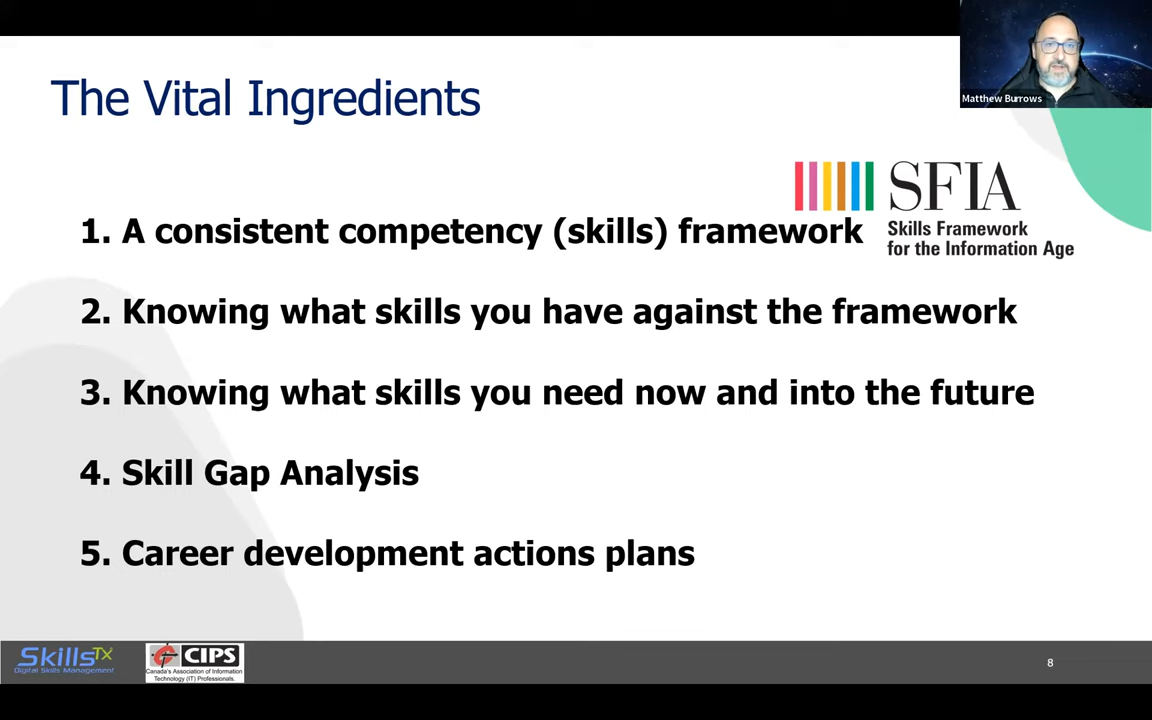 The Vital Ingredients
Matthew Burrows
SFIA
Skills Framework
for the Information Age
1. A consistent competency (skills) framework
2. Knowing what skills you have against the framework
3. Knowing what skills you need now and into the future
4. Skill Gap Analysis
5. Career development actions plans
SkillsTX
Digital Skills Management
CIPS
Canada's Association of Information
Technology (IT) Professionals.
8